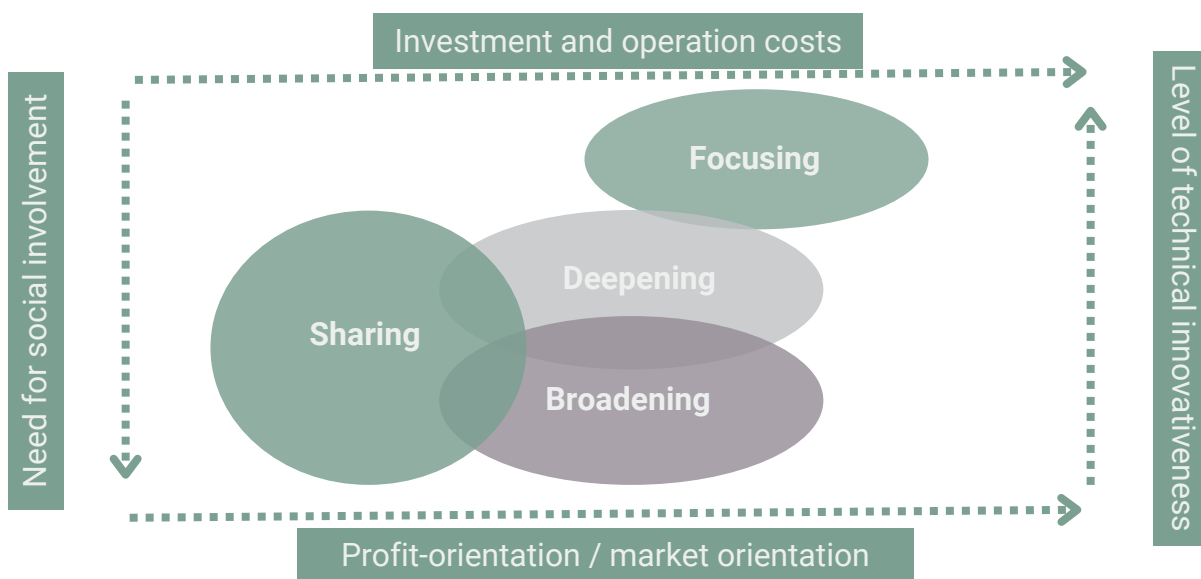 Investment and operation costs
Need for social involvement
Level of technical innovativeness
Focusing
Deepening
Sharing
Broadening
Profit-orientation / market orientation